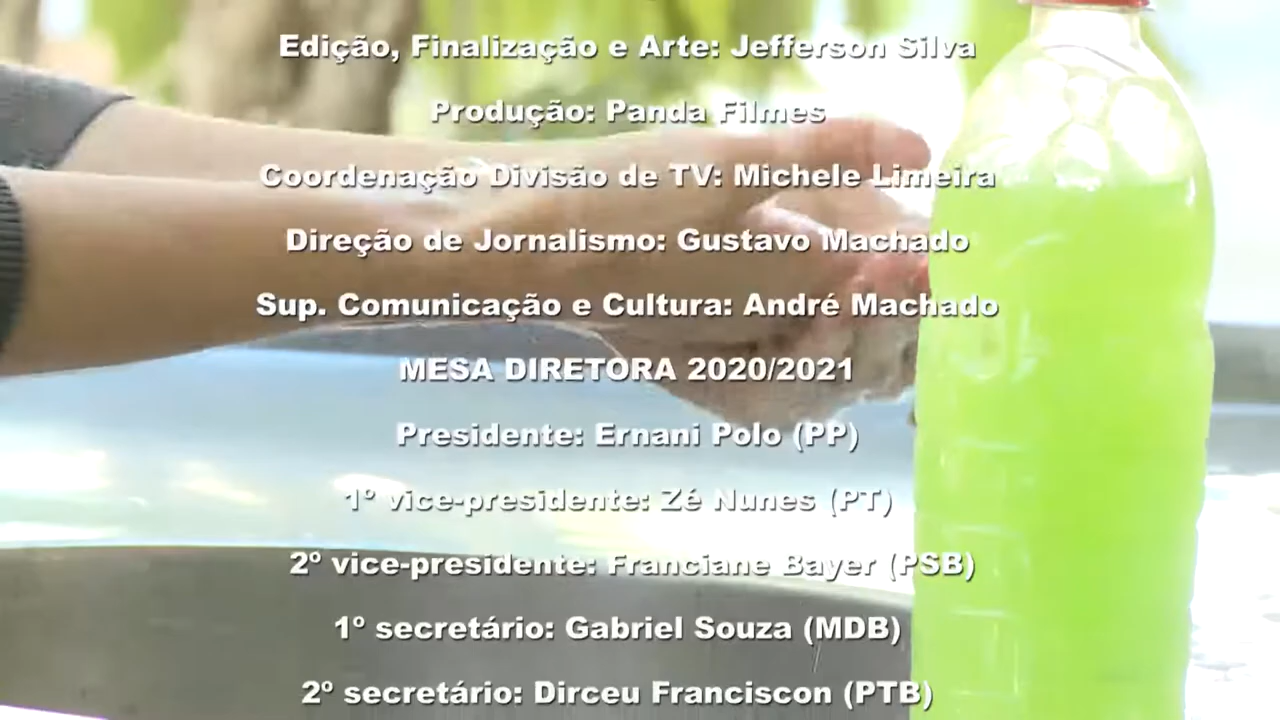 Edição, Finalização e Arte: Jefferson Silva
Produção: Panda Filmes
Coordenação Divisão de TV: Michele Limeira
Direção de Jornalismo: Gustavo Machado
Sup. Comunicação e Cultura: André Machado
MESA DIRETORA 2020/2021
Presidente: Ernani Polo (PP)
1º vice-presidente: Zé Nunes (PT)
2º vice-presidente: Franciane Bayer (PSB)
1º secretário: Gabriel Souza (MDB)
2º secretário: Dirceu Franciscon (PTB)